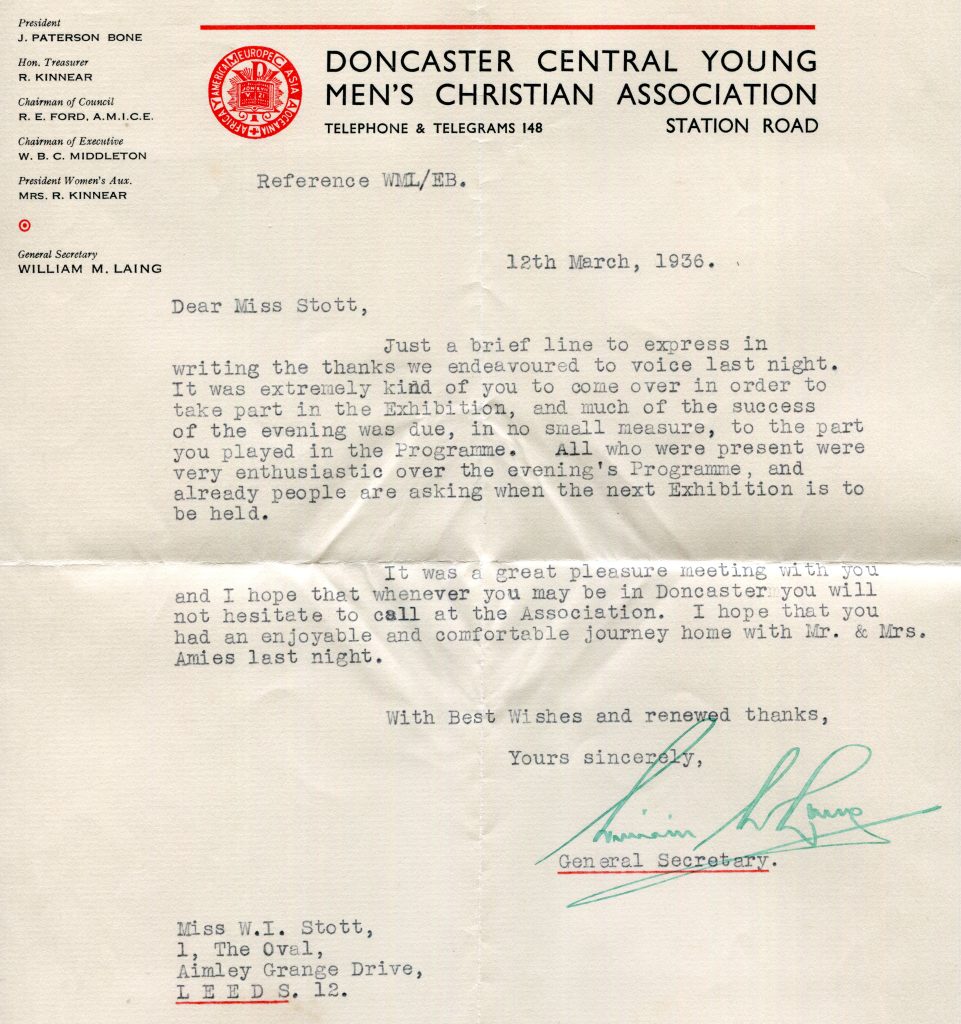 President
J. PATERSON BONE
Hon. Treasurer
R. KINNEAR
Chairman of Council
R. E. FORD, A.M.I.C.E.
Chairman of Executive
W. B. C. MIDDLETON
President Women's Aux.
MRS. R. KINNEAR
General Secretary
WILLIAM M. LAING
AFRICA AMERICA EUROPE ASIA OCEANIA
DONCASTER CENTRAL YOUNG
MEN'S CHRISTIAN ASSOCIATION
TELEPHONE & TELEGRAMS 148 STATION ROAD
Reference WML/EB.
12th March, 1936.
Dear Miss Stott,
Just a brief line to express in
writing the thanks we endeavoured to voice last night.
It was extremely kind of you to come over in order to
take part in the Exhibition, and much of the success
of the evening was due, in no small measure, to the part
you played in the Programme. All who were present were
very enthusiastic over the evening's Programme, and
already people are asking when the next Exhibition is to
be held.
It was a great pleasure meeting with you
and I hope that whenever you may be in Doncaster you will
not hesitate to call at the Association. I hope that you
had an enjoyable and comfortable journey home with Mr. & Mrs.
Amies last night.
With Best Wishes and renewed thanks,
Yours sincerely,
General Secretary.
Miss W.I. Stott,
1, The Oval,
Aimley Grange Drive,
L E E D S. 12.